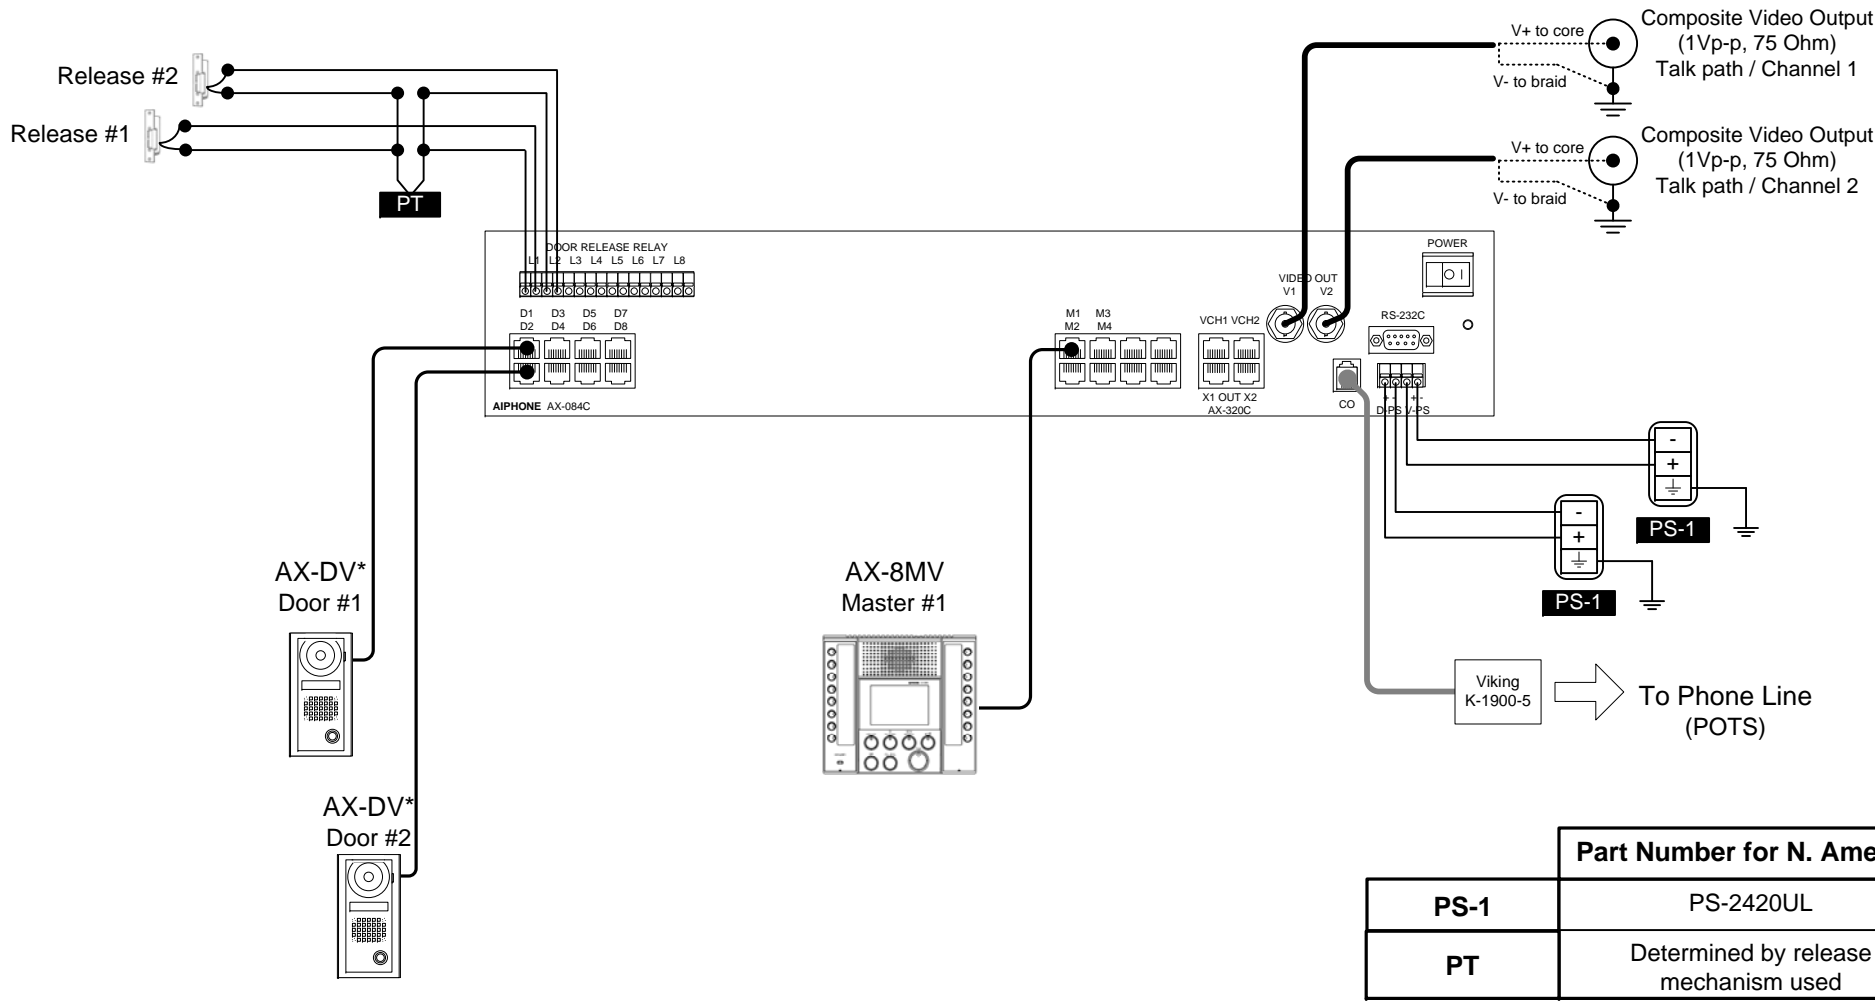 Release #2
Release #1
PT
V+ to core
V- to braid
Composite Video Output
(1Vp-p, 75 Ohm)
Talk path / Channel 1
V+ to core
V- to braid
Composite Video Output
(1Vp-p, 75 Ohm)
Talk path / Channel 2
DOOR RELEASE RELAY
L1 L2 L3 L4 L5 L6 L7 L8
D1 D3 D5 D7
D2 D4 D6 D8
AIPHONE AX-084C
M1 M3
M2 M4
VCH1 VCH2
X1 OUT X2
AX-320C
VIDEO OUT
V1 V2
CO
POWER
RS-232C
+ - + -
D-PS V-PS
-
+
PS-1
-
+
PS-1
AX-DV*
Door #1
AX-DV*
Door #2
AX-8MV
Master #1
Viking
K-1900-5
To Phone Line
(POTS)
Part Number for N. Ame
PS-1 PS-2420UL
PT Determined by release
mechanism used